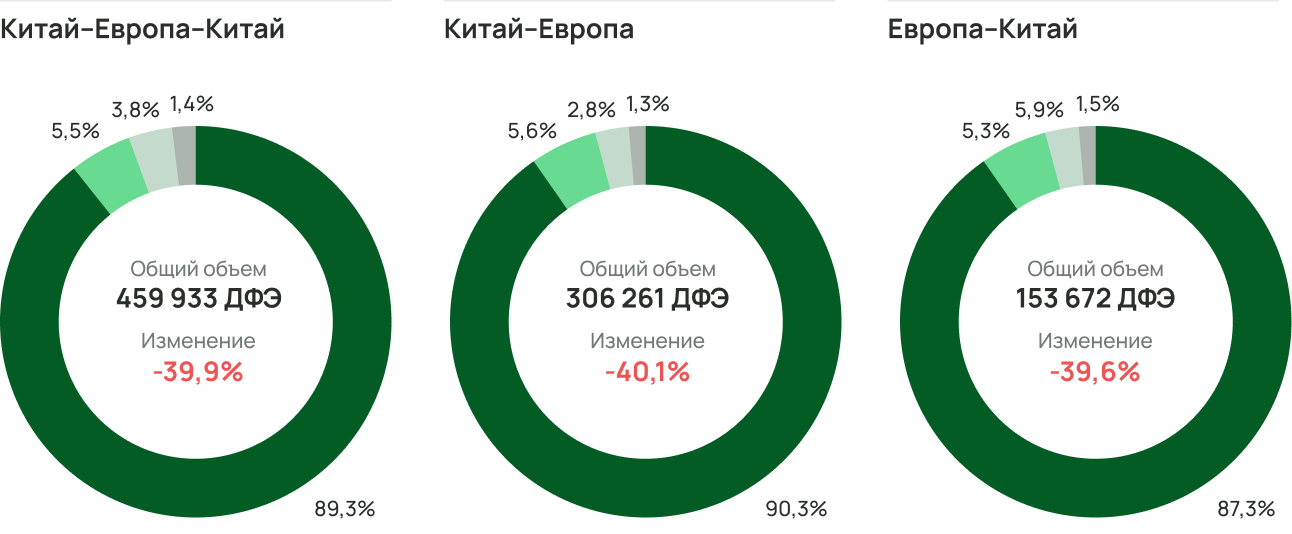 Китай–Европа–Китай
5,5%
3,8%
1,4%
Общий объем
459 933 ДФЭ
Изменение
-39,9%
89,3%
Китай–Европа
5,6%
2,8%
1,3%
Общий объем
306 261 ДФЭ
Изменение
-40,1%
90,3%
Европа–Китай
5,3%
5,9%
1,5%
Общий объем
153 672 ДФЭ
Изменение
-39,6%
87,3%